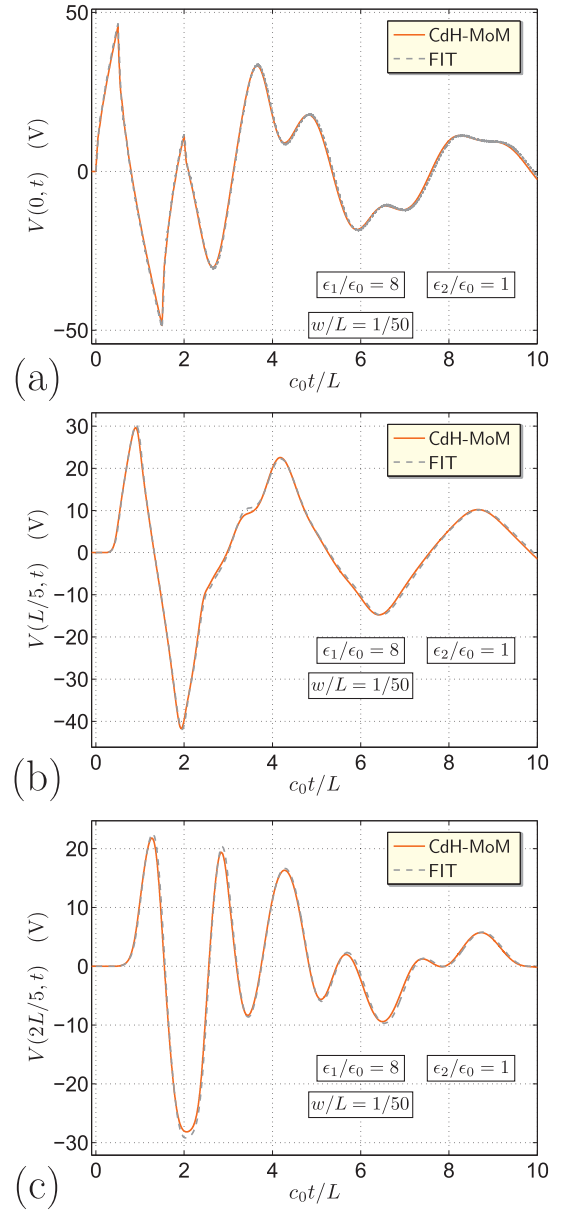 50
0
−50
V(0, t) (V)
CdH-MoM
FIT
ϵ₁/ϵ₀ = 8 ϵ₂/ϵ₀ = 1
w/L = 1/50
0 2 4 6 8 10
c₀t/L
(a)
30
20
10
0
−10
−20
−30
−40
V(L/5, t) (V)
CdH-MoM
FIT
ϵ₁/ϵ₀ = 8 ϵ₂/ϵ₀ = 1
w/L = 1/50
0 2 4 6 8 10
c₀t/L
(b)
20
10
0
−10
−20
−30
V(2L/5, t) (V)
CdH-MoM
FIT
ϵ₁/ϵ₀ = 8 ϵ₂/ϵ₀ = 1
w/L = 1/50
0 2 4 6 8 10
c₀t/L
(c)